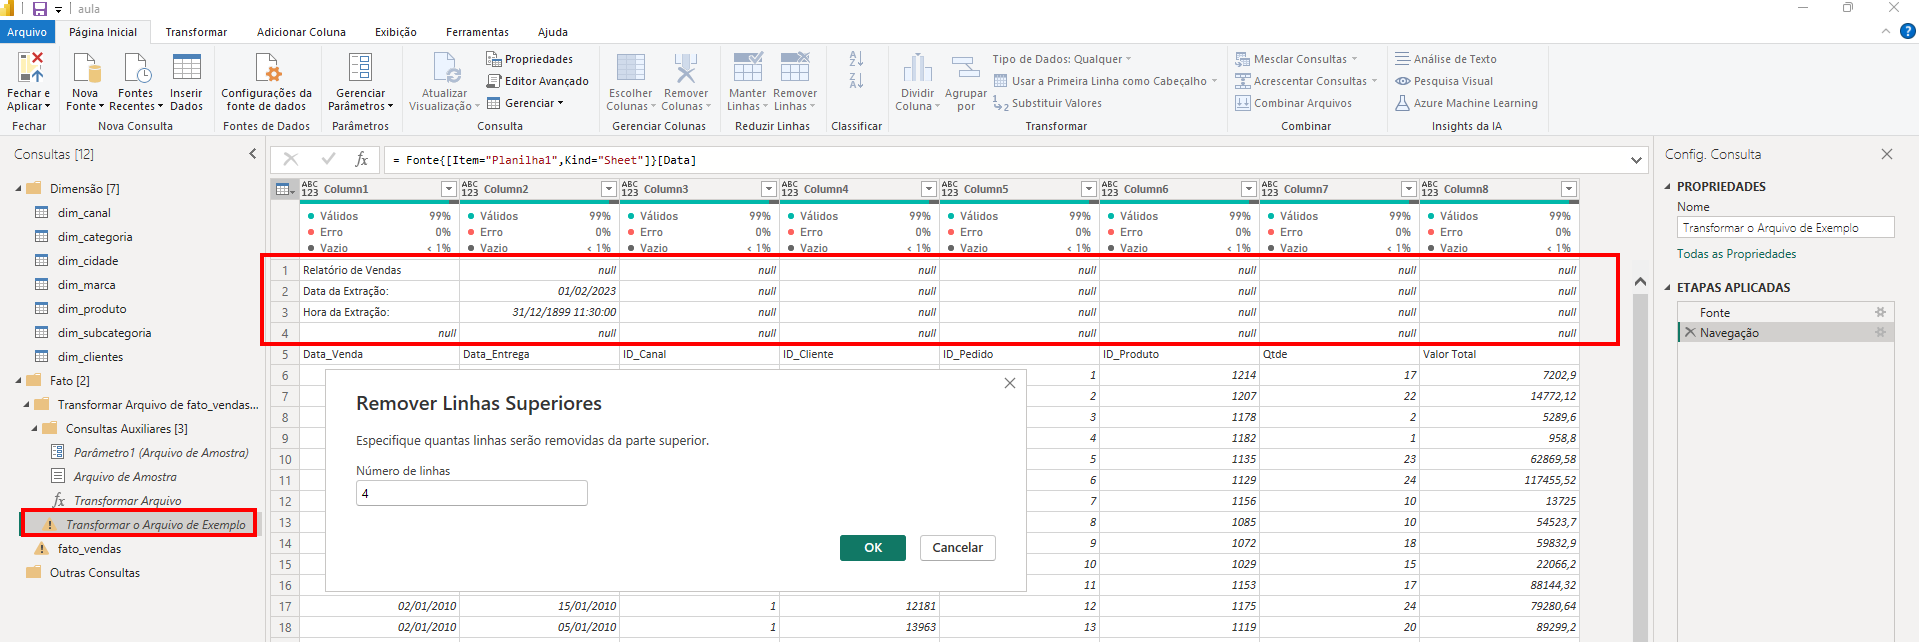 aula
Arquivo Página Inicial Transformar Adicionar Coluna Exibição Ferramentas Ajuda
Fechar e Aplicar
Fechar
Nova Fonte
Fontes Recentes
Inserir Dados
Nova Consulta
Configurações da fonte de dados
Fontes de Dados
Gerenciar Parâmetros
Parâmetros
Atualizar Visualização
Propriedades
Editor Avançado
Gerenciar
Consulta
Escolher Colunas
Remover Colunas
Gerenciar Colunas
Manter Linhas
Remover Linhas
Reduzir Linhas
Classificar
Dividir Coluna
Agrupar por
Tipo de Dados: Qualquer
Usar a Primeira Linha como Cabeçalho
Substituir Valores
Transformar
Mesclar Consultas
Acrescentar Consultas
Combinar Arquivos
Combinar
Análise de Texto
Pesquisa Visual
Azure Machine Learning
Insights da IA
Consultas [12]
Dimensão [7]
dim_canal
dim_categoria
dim_cidade
dim_marca
dim_produto
dim_subcategoria
dim_clientes
Fato [2]
Transformar Arquivo de fato_vendas...
Consultas Auxiliares [3]
Parâmetro1 (Arquivo de Amostra)
Arquivo de Amostra
fx Transformar Arquivo
Transformar o Arquivo de Exemplo
fato_vendas
Outras Consultas
fx = Fonte{[Item="Planilha1",Kind="Sheet"]}[Data]
ABC 123 Column1 ABC 123 Column2 ABC 123 Column3 ABC 123 Column4 ABC 123 Column5 ABC 123 Column6 ABC 123 Column7 ABC 123 Column8
Válidos 99% Válidos 99% Válidos 99% Válidos 99% Válidos 99% Válidos 99% Válidos 99% Válidos 99%
Erro 0% Erro 0% Erro 0% Erro 0% Erro 0% Erro 0% Erro 0% Erro 0%
Vazio < 1% Vazio < 1% Vazio < 1% Vazio < 1% Vazio < 1% Vazio < 1% Vazio < 1% Vazio < 1%
1 Relatório de Vendas null null null null null null null
2 Data da Extração: 01/02/2023 null null null null null null
3 Hora da Extração: 31/12/1899 11:30:00 null null null null null null
4 null null null null null null null null
5 Data_Venda Data_Entrega ID_Canal ID_Cliente ID_Pedido ID_Produto Qtde Valor Total
6 1 1214 17 7202,9
7 2 1207 22 14772,12
8 3 1178 2 5289,6
9 4 1182 1 958,8
10 5 1135 23 62869,58
11 6 1129 24 117455,52
12 7 1156 10 13725
13 8 1085 10 54523,7
14 9 1072 18 59832,9
15 10 1029 15 22066,2
16 11 1153 17 88144,32
17 02/01/2010 15/01/2010 1 12181 12 1175 24 79280,64
18 02/01/2010 05/01/2010 1 13963 13 1119 20 89299,2
Remover Linhas Superiores
Especifique quantas linhas serão removidas da parte superior.
Número de linhas
4
OK Cancelar
Config. Consulta
PROPRIEDADES
Nome
Transformar o Arquivo de Exemplo
Todas as Propriedades
ETAPAS APLICADAS
Fonte
Navegação